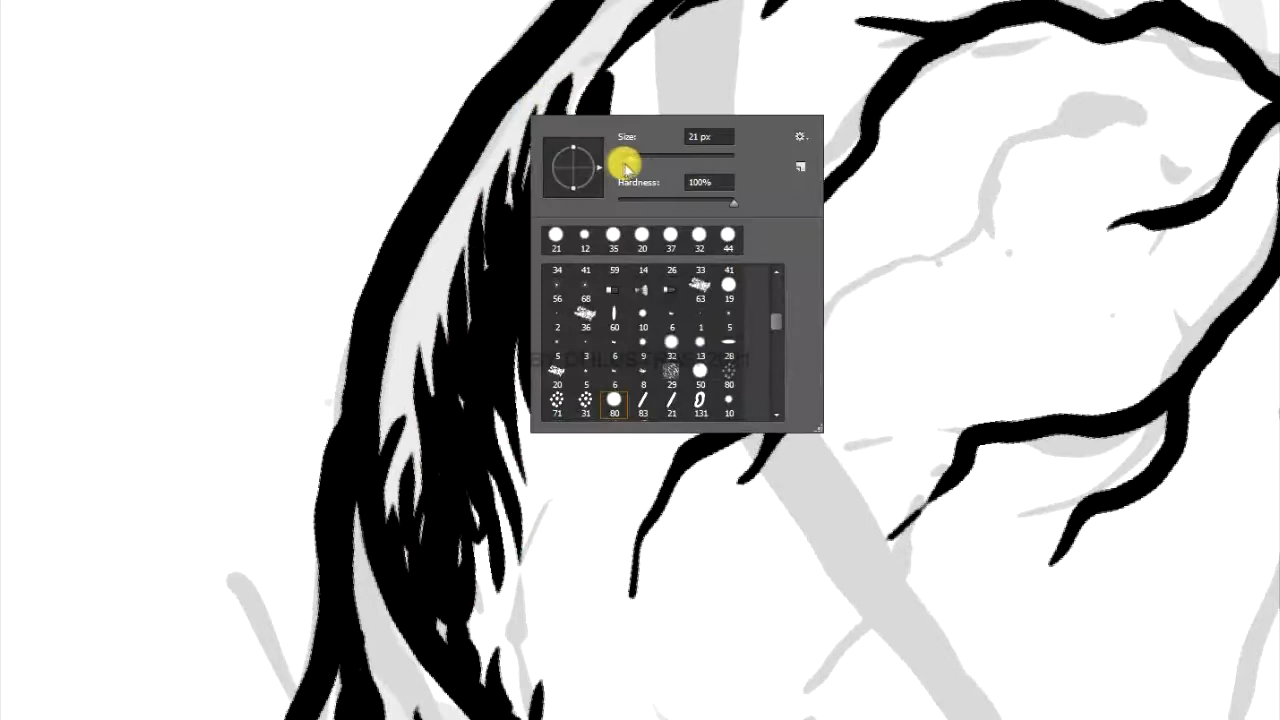 Size: 21 px
Hardness: 100%
21 12 35 20 37 32 44
34 41 59 14 26 33 41
56 68 63 19
2 36 60 10 6 1 5
5 3 6 9 32 13 28
20 5 6 8 29 50 80
71 31 80 83 21 131 10